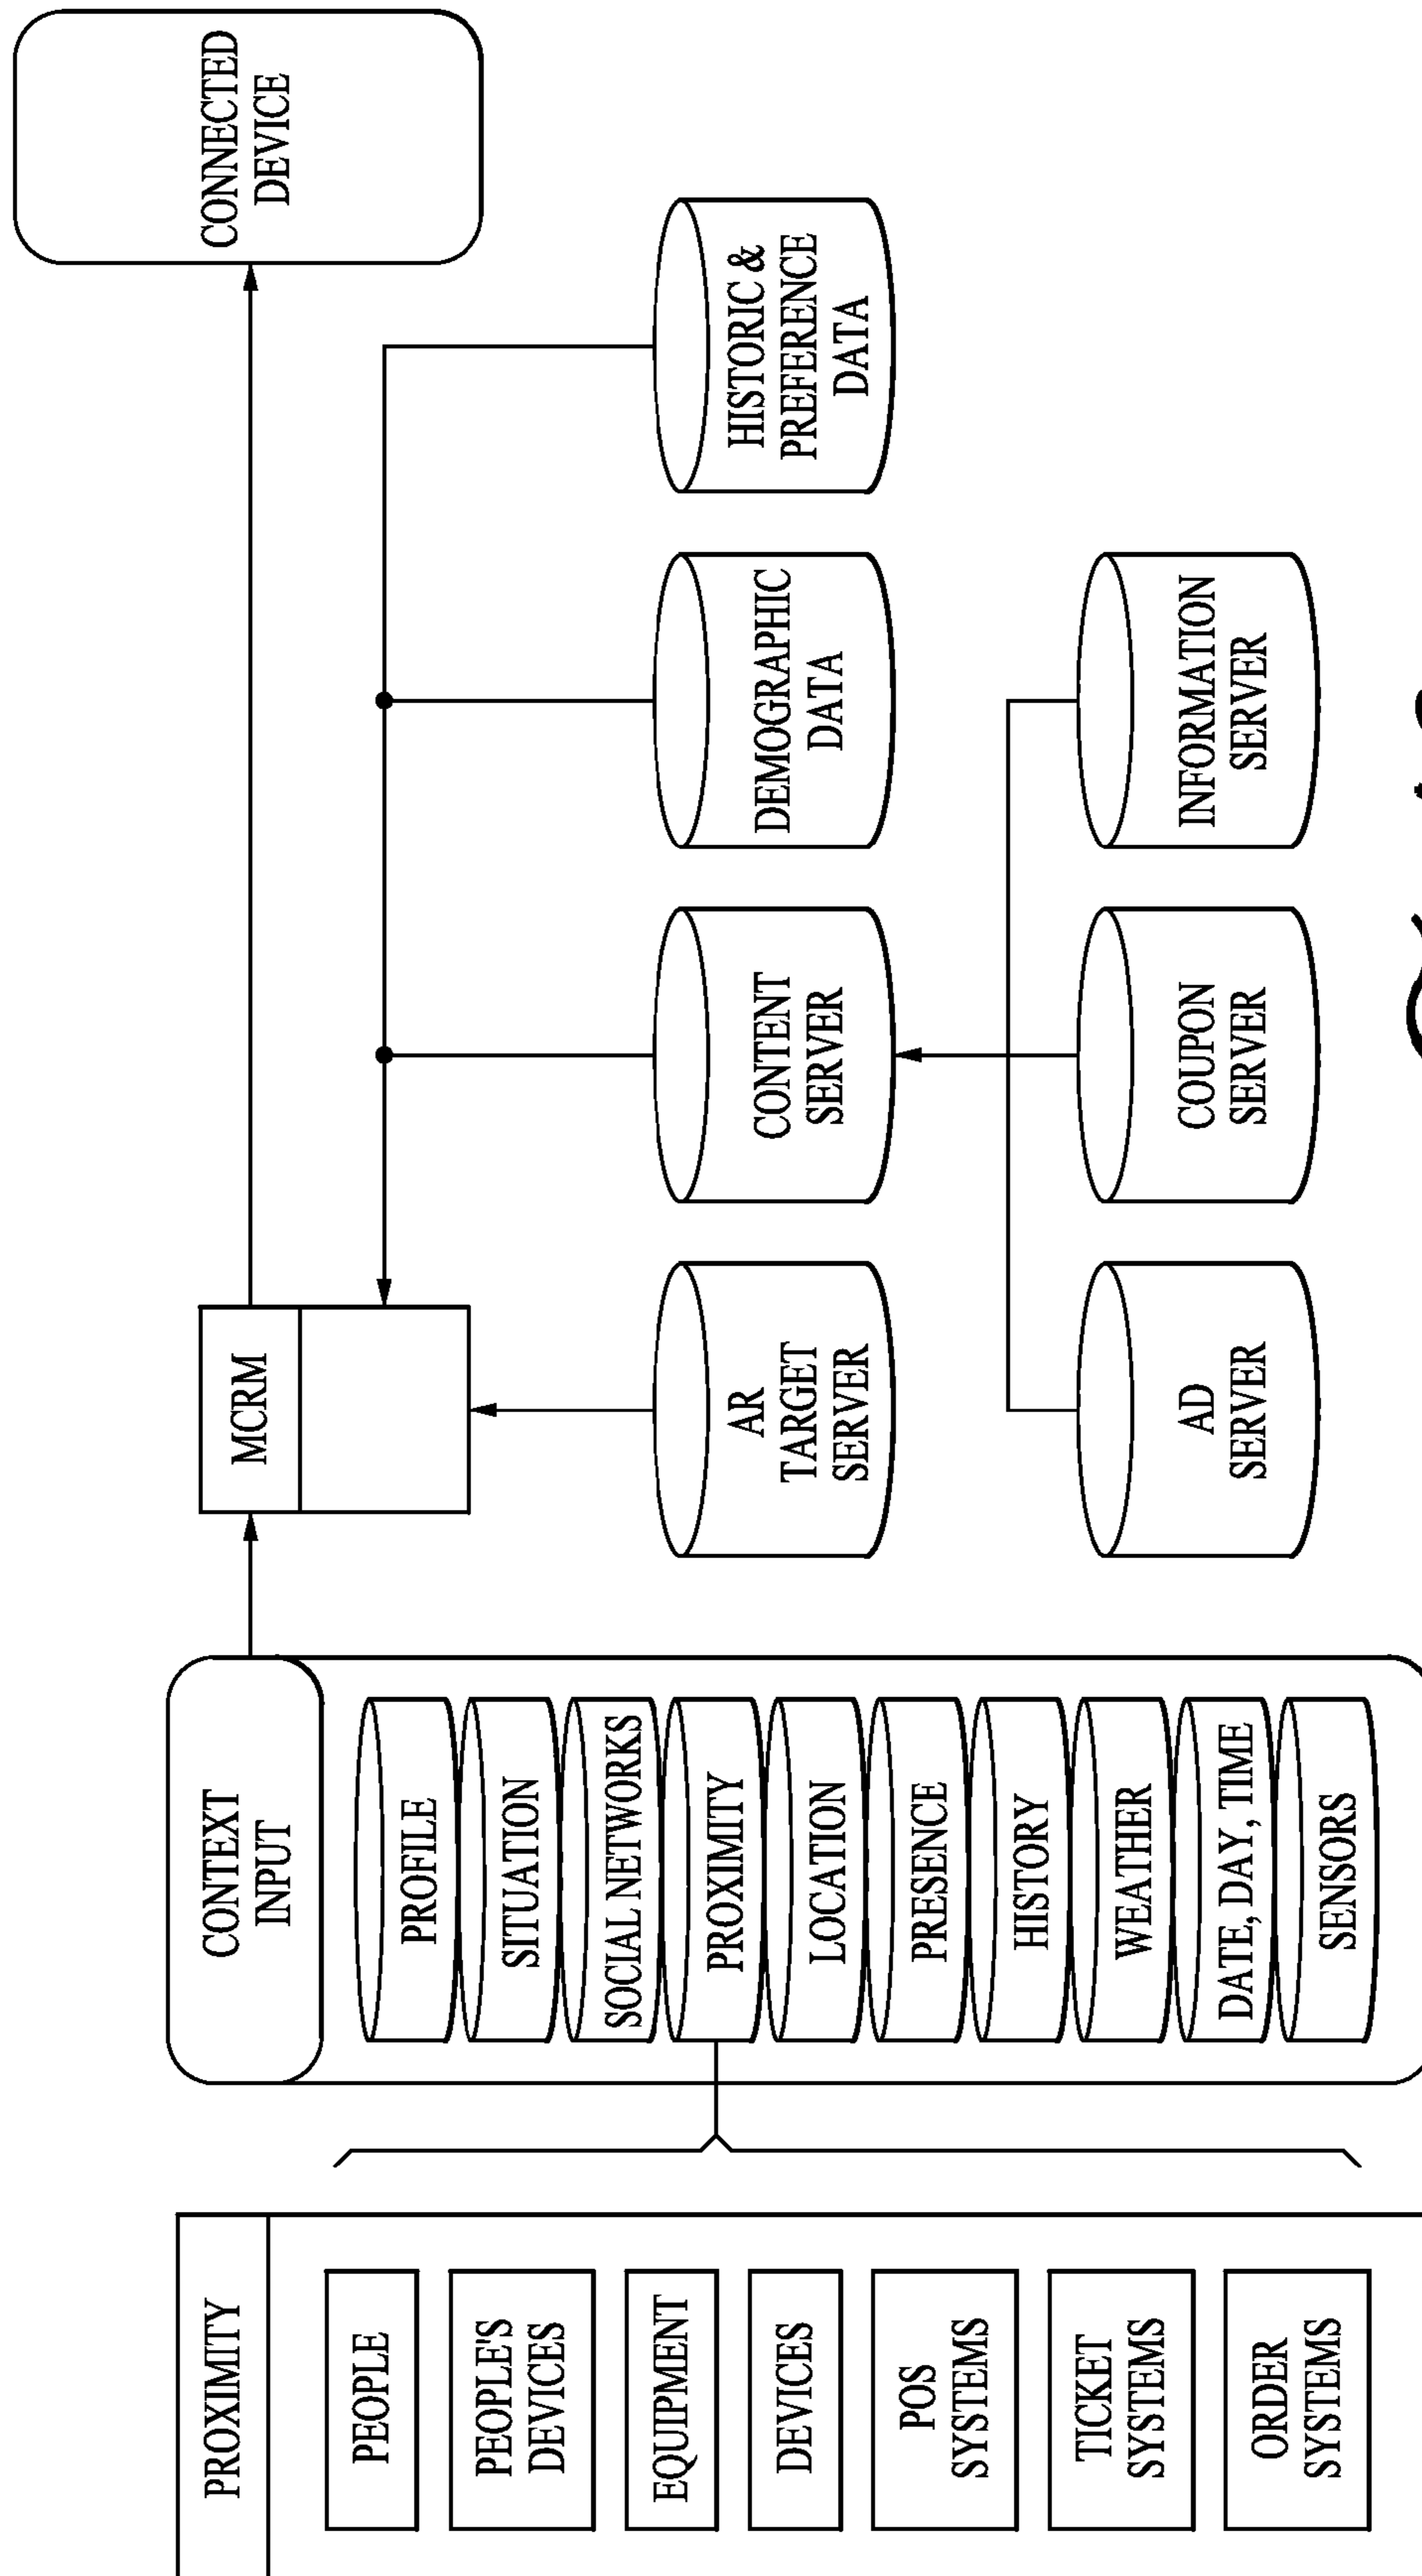 PROXIMITY
PEOPLE
PEOPLE'S
DEVICES
EQUIPMENT
DEVICES
POS
SYSTEMS
TICKET
SYSTEMS
ORDER
SYSTEMS
CONTEXT
INPUT
PROFILE
SITUATION
SOCIAL NETWORKS
PROXIMITY
LOCATION
PRESENCE
HISTORY
WEATHER
DATE, DAY, TIME
SENSORS
MCRM
AR
TARGET
SERVER
CONTENT
SERVER
DEMOGRAPHIC
DATA
HISTORIC &
PREFERENCE
DATA
AD
SERVER
COUPON
SERVER
INFORMATION
SERVER
CONNECTED
DEVICE